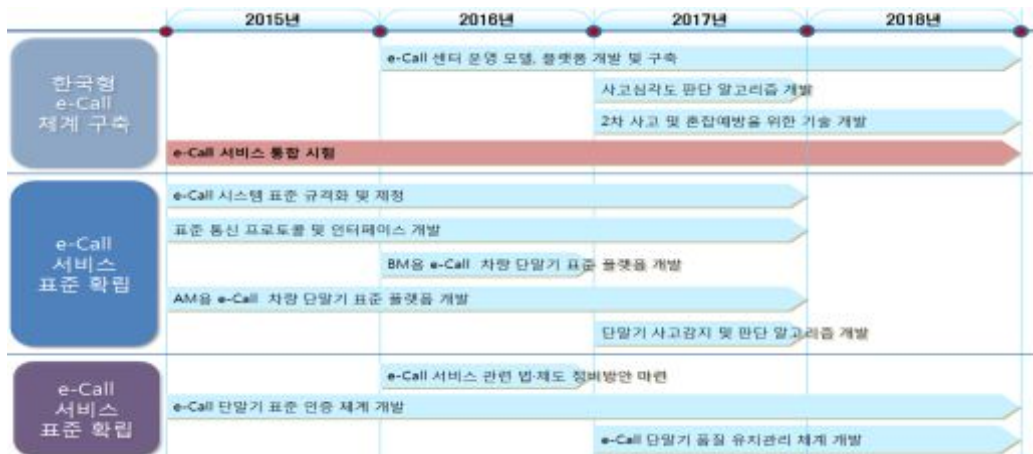 2015년 2016년 2017년 2018년
한국형
e-Call
체계 구축
e-Call 센터 운영 모델, 플랫폼 개발 및 구축
사고심각도 판단 알고리즘 개발
2차 사고 및 혼잡예방을 위한 기술 개발
e-Call 서비스 통합 시험
e-Call
서비스
표준 확립
e-Call 시스템 표준 규격화 및 제정
표준 통신 프로토콜 및 인터페이스 개발
BM용 e-Call 차량 단말기 표준 플랫폼 개발
AM용 e-Call 차량 단말기 표준 플랫폼 개발
단말기 사고감지 및 판단 알고리즘 개발
e-Call
서비스
표준 확립
e-Call 서비스 관련 법·제도 정비방안 마련
e-Call 단말기 표준 인증 체계 개발
e-Call 단말기 품질 유지관리 체계 개발